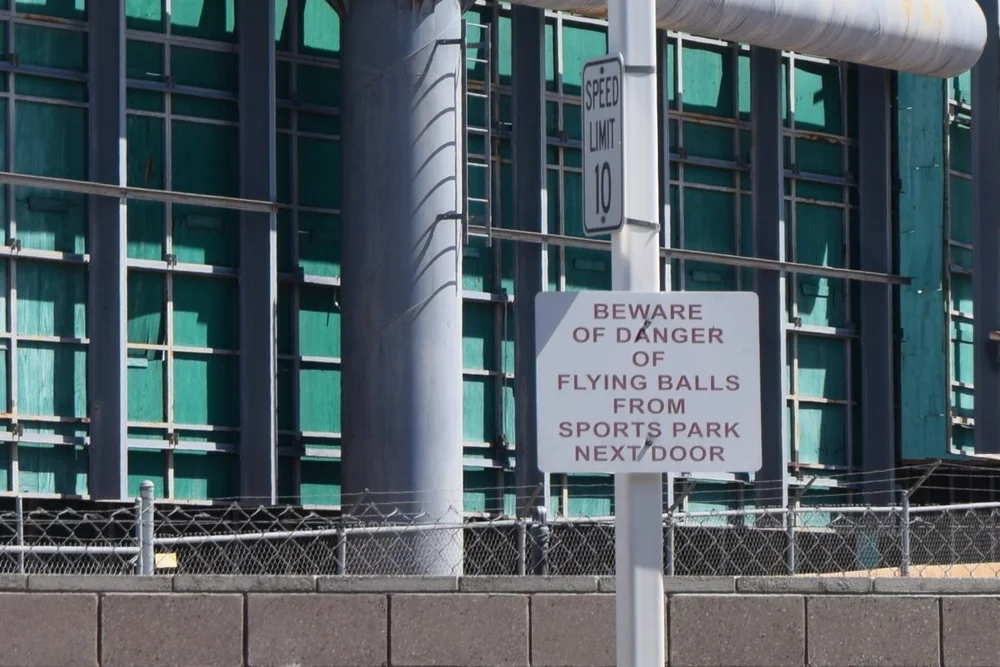 SPEED
LIMIT
10
BEWARE
OF DANGER
OF
FLYING BALLS
FROM
SPORTS PARK
NEXT DOOR